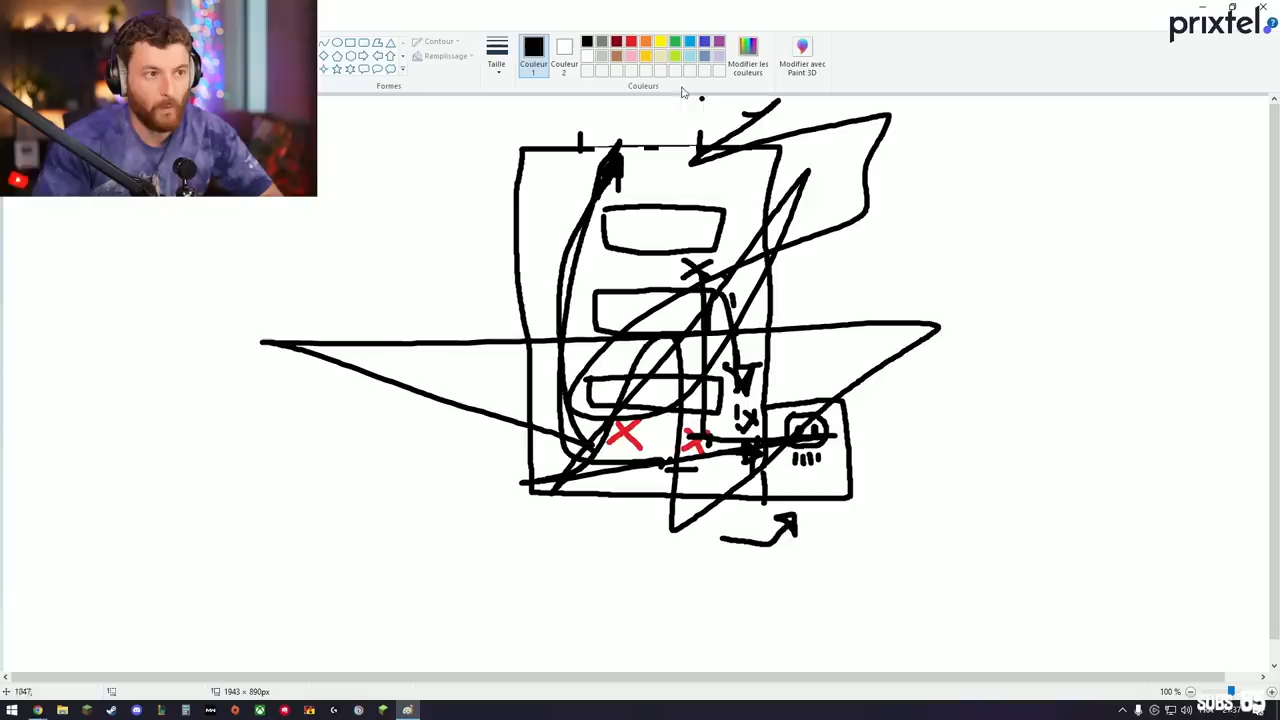 prixtel
Contour
Remplissage
Formes
Taille
Couleur
1
Couleur
2
Modifier les
couleurs
Modifier avec
Paint 3D
Couleurs
1943 × 890px
100 %
SUBS